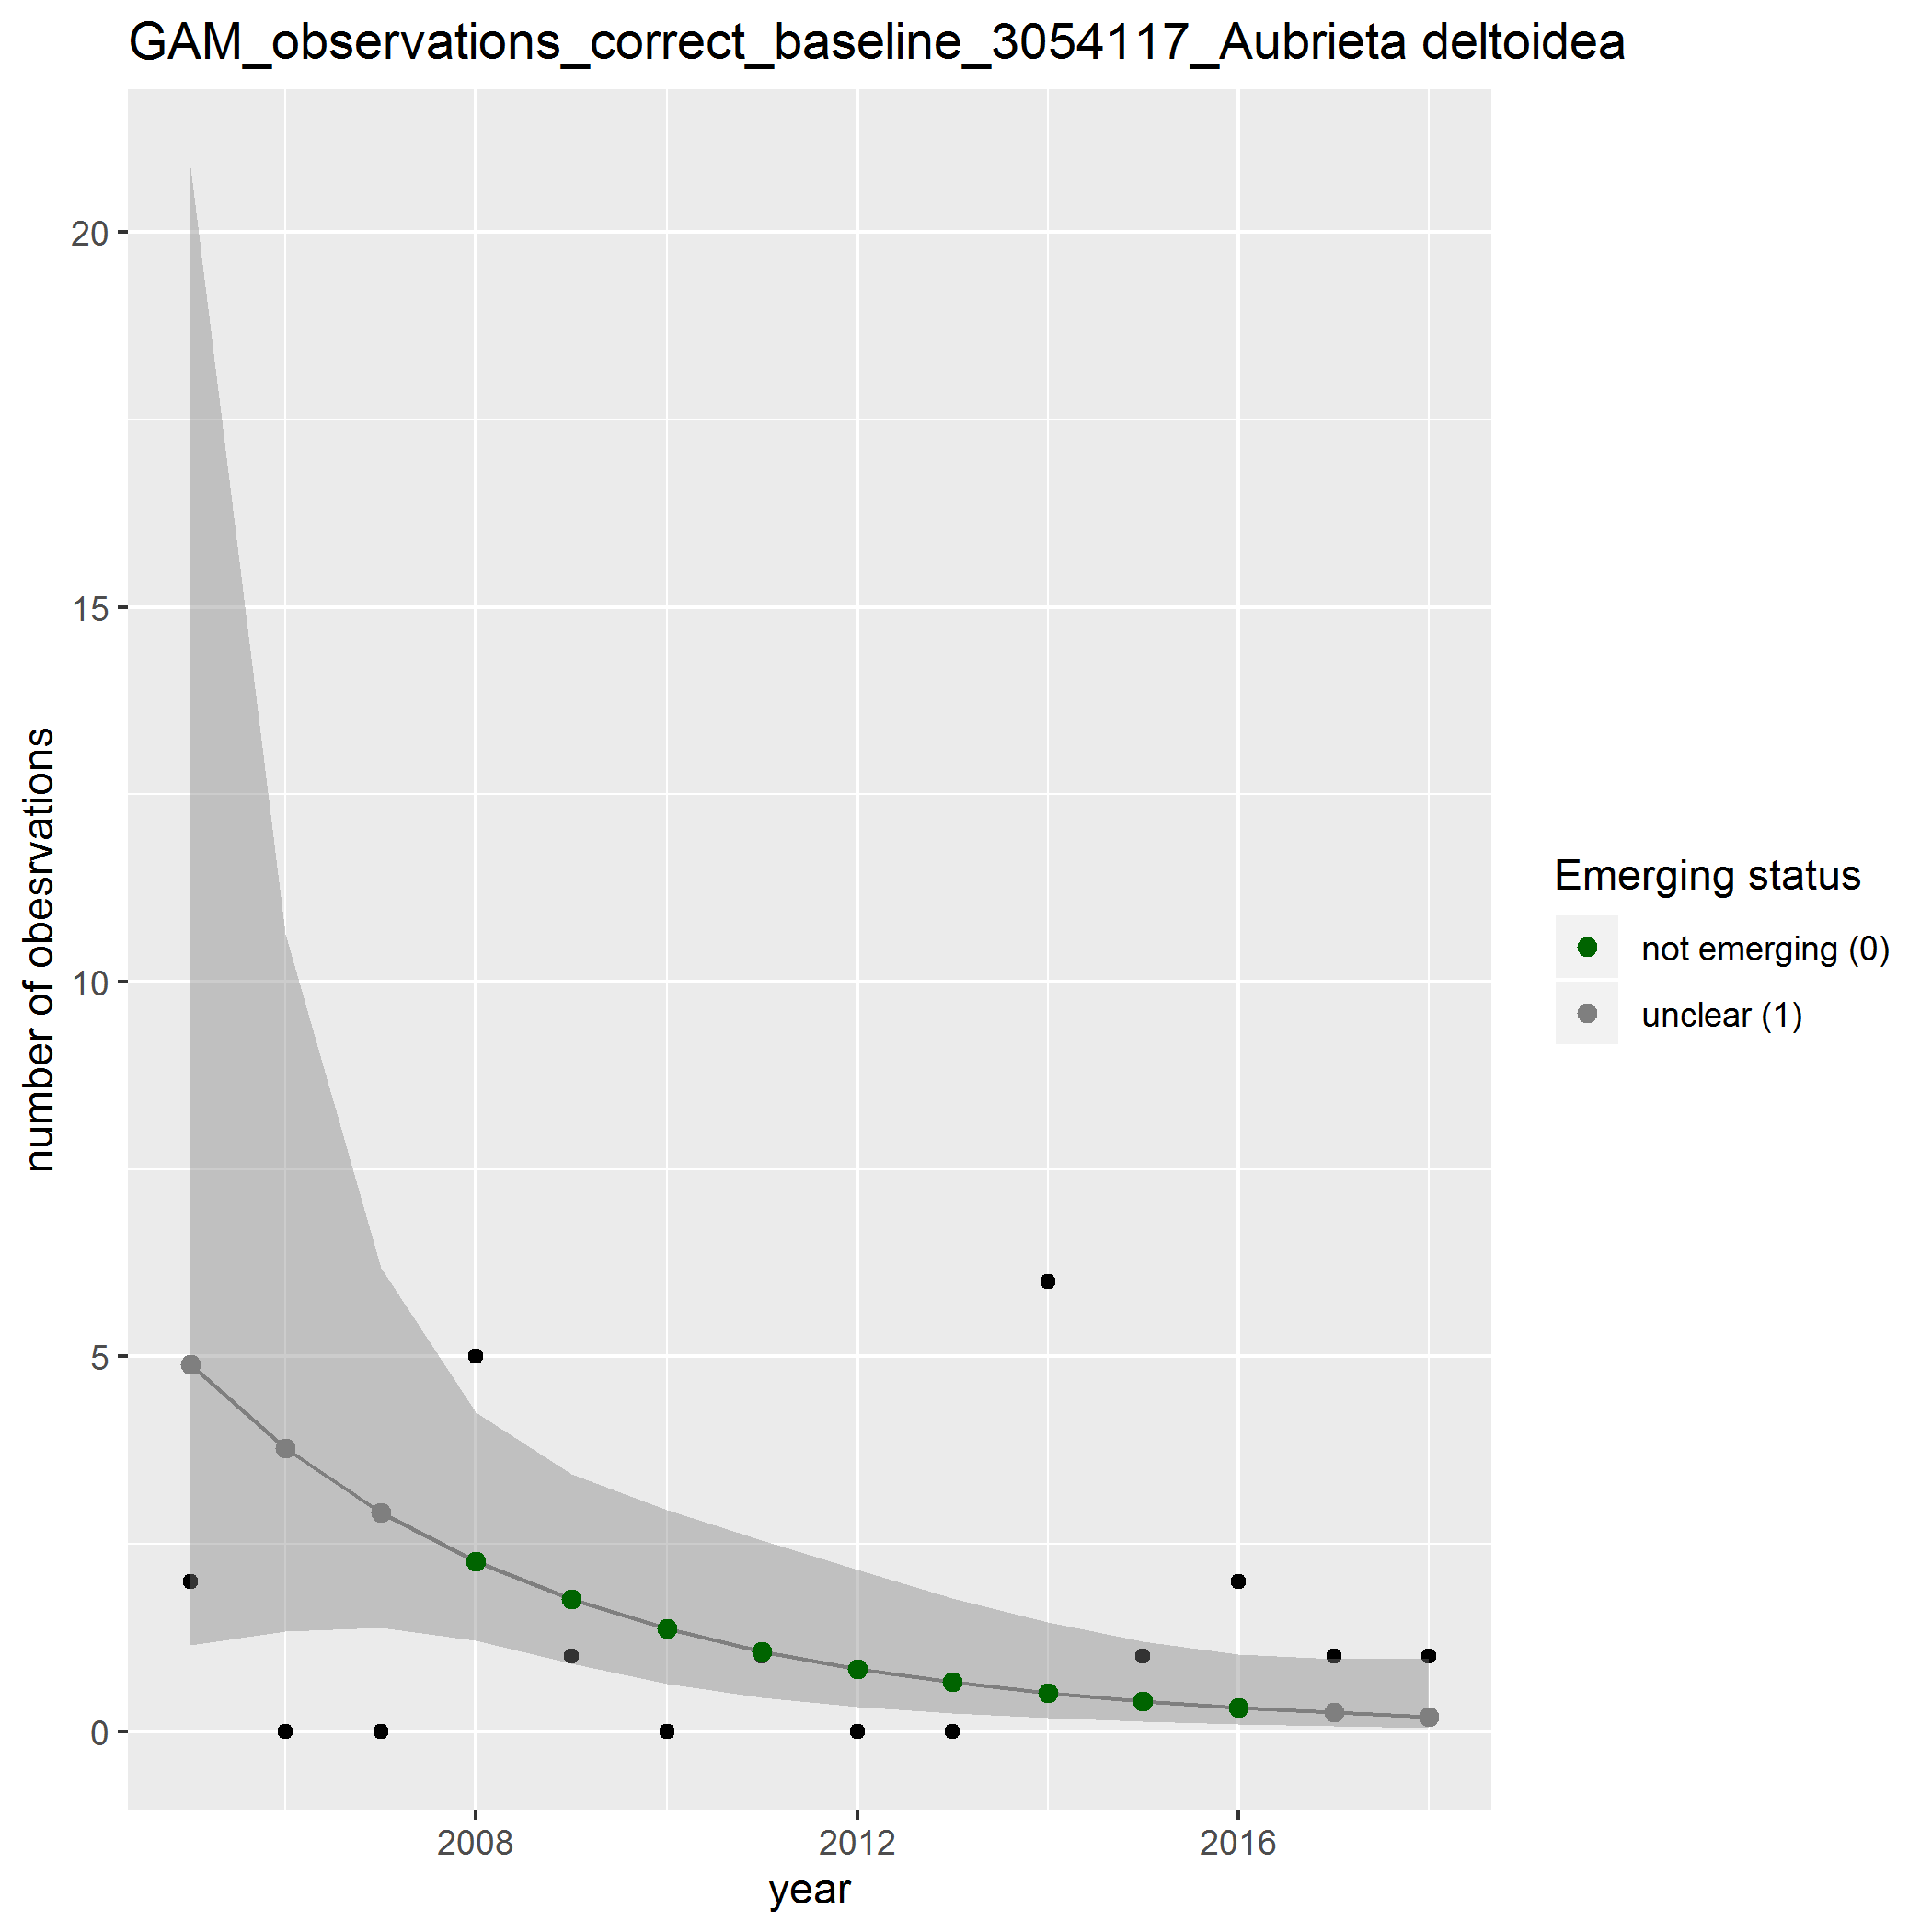 GAM_observations_correct_baseline_3054117_Aubrieta deltoidea
20
15
10
5
0
number of obesrvations
2008
2012
2016
year
Emerging status
not emerging (0)
unclear (1)